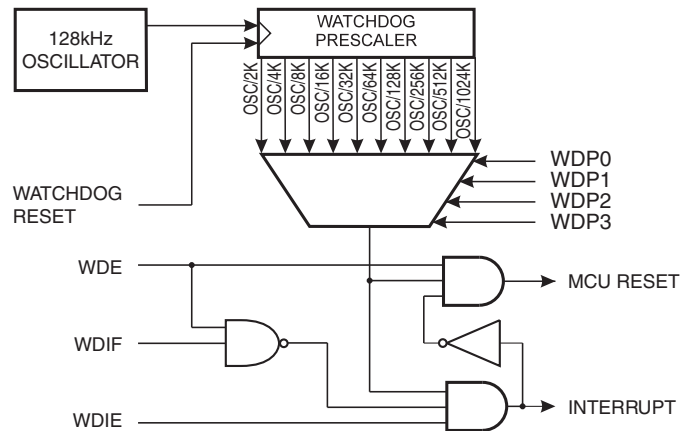 128kHz
OSCILLATOR
WATCHDOG
PRESCALER
OSC/2K
OSC/4K
OSC/8K
OSC/16K
OSC/32K
OSC/64K
OSC/128K
OSC/256K
OSC/512K
OSC/1024K
WDP0
WDP1
WDP2
WDP3
WATCHDOG
RESET
WDE
MCU RESET
WDIF
INTERRUPT
WDIE